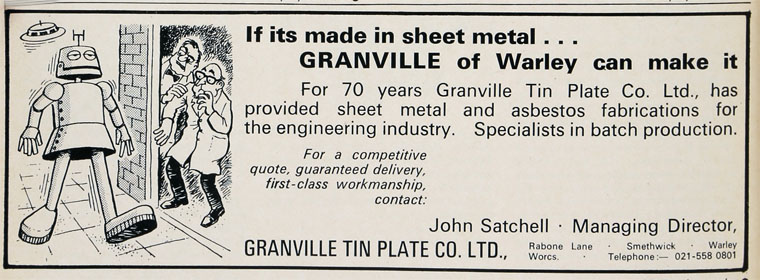 If its made in sheet metal . . .
GRANVILLE of Warley can make it
For 70 years Granville Tin Plate Co. Ltd., has
provided sheet metal and asbestos fabrications for
the engineering industry. Specialists in batch production.
For a competitive
quote, guaranteed delivery,
first-class workmanship,
contact:
John Satchell · Managing Director,
GRANVILLE TIN PLATE CO. LTD., Rabone Lane · Smethwick · Warley
Worcs. · Telephone:— 021-558 0801